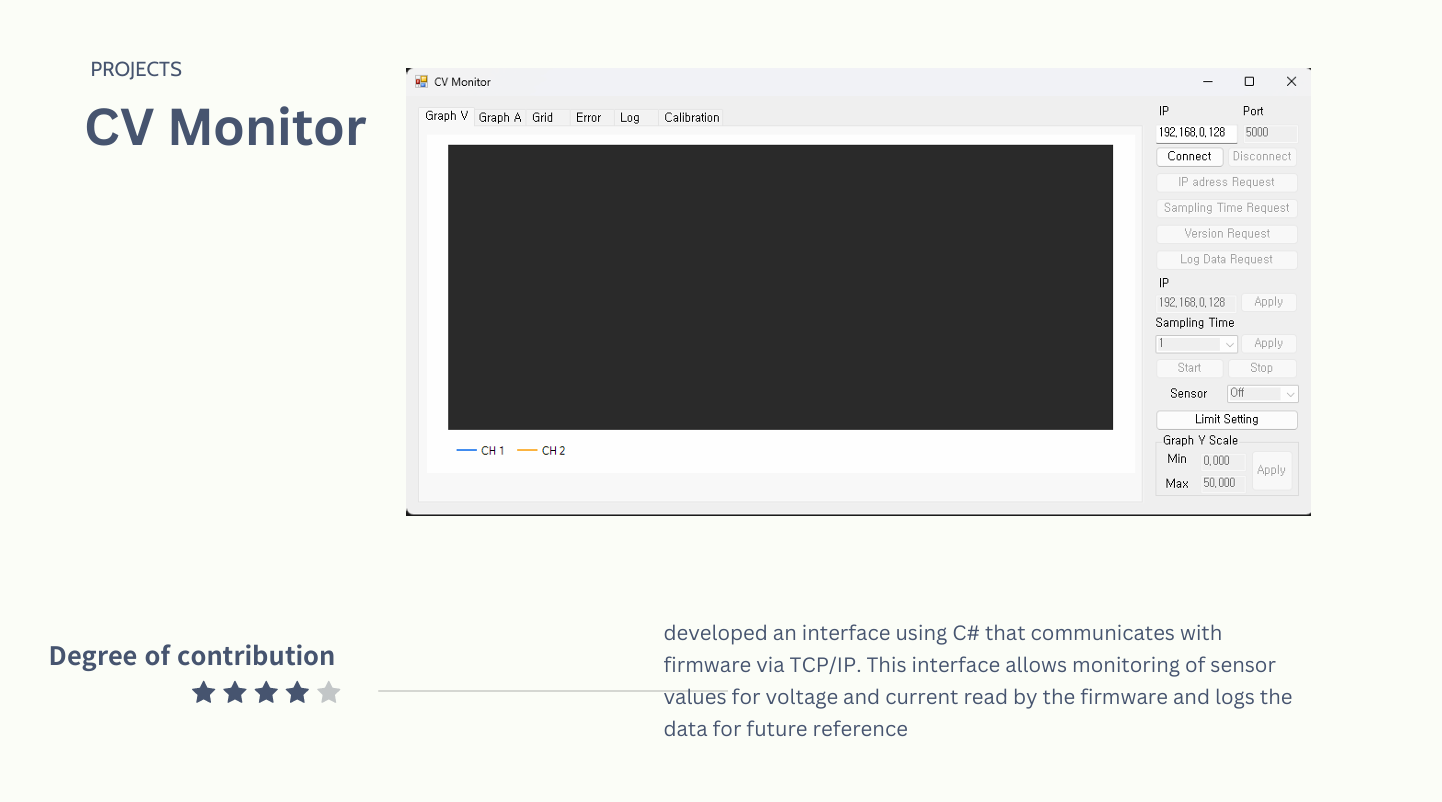 PROJECTS
CV Monitor
CV Monitor
Graph V Graph A Grid Error Log Calibration
CH 1 CH 2
IP Port
192,168,0,128 5000
Connect Disconnect
IP adress Request
Sampling Time Request
Version Request
Log Data Request
IP
192,168,0,128 Apply
Sampling Time
1 Apply
Start Stop
Sensor Off
Limit Setting
Graph Y Scale
Min 0,000
Apply
Max 50,000
Degree of contribution
developed an interface using C# that communicates with
firmware via TCP/IP. This interface allows monitoring of sensor
values for voltage and current read by the firmware and logs the
data for future reference